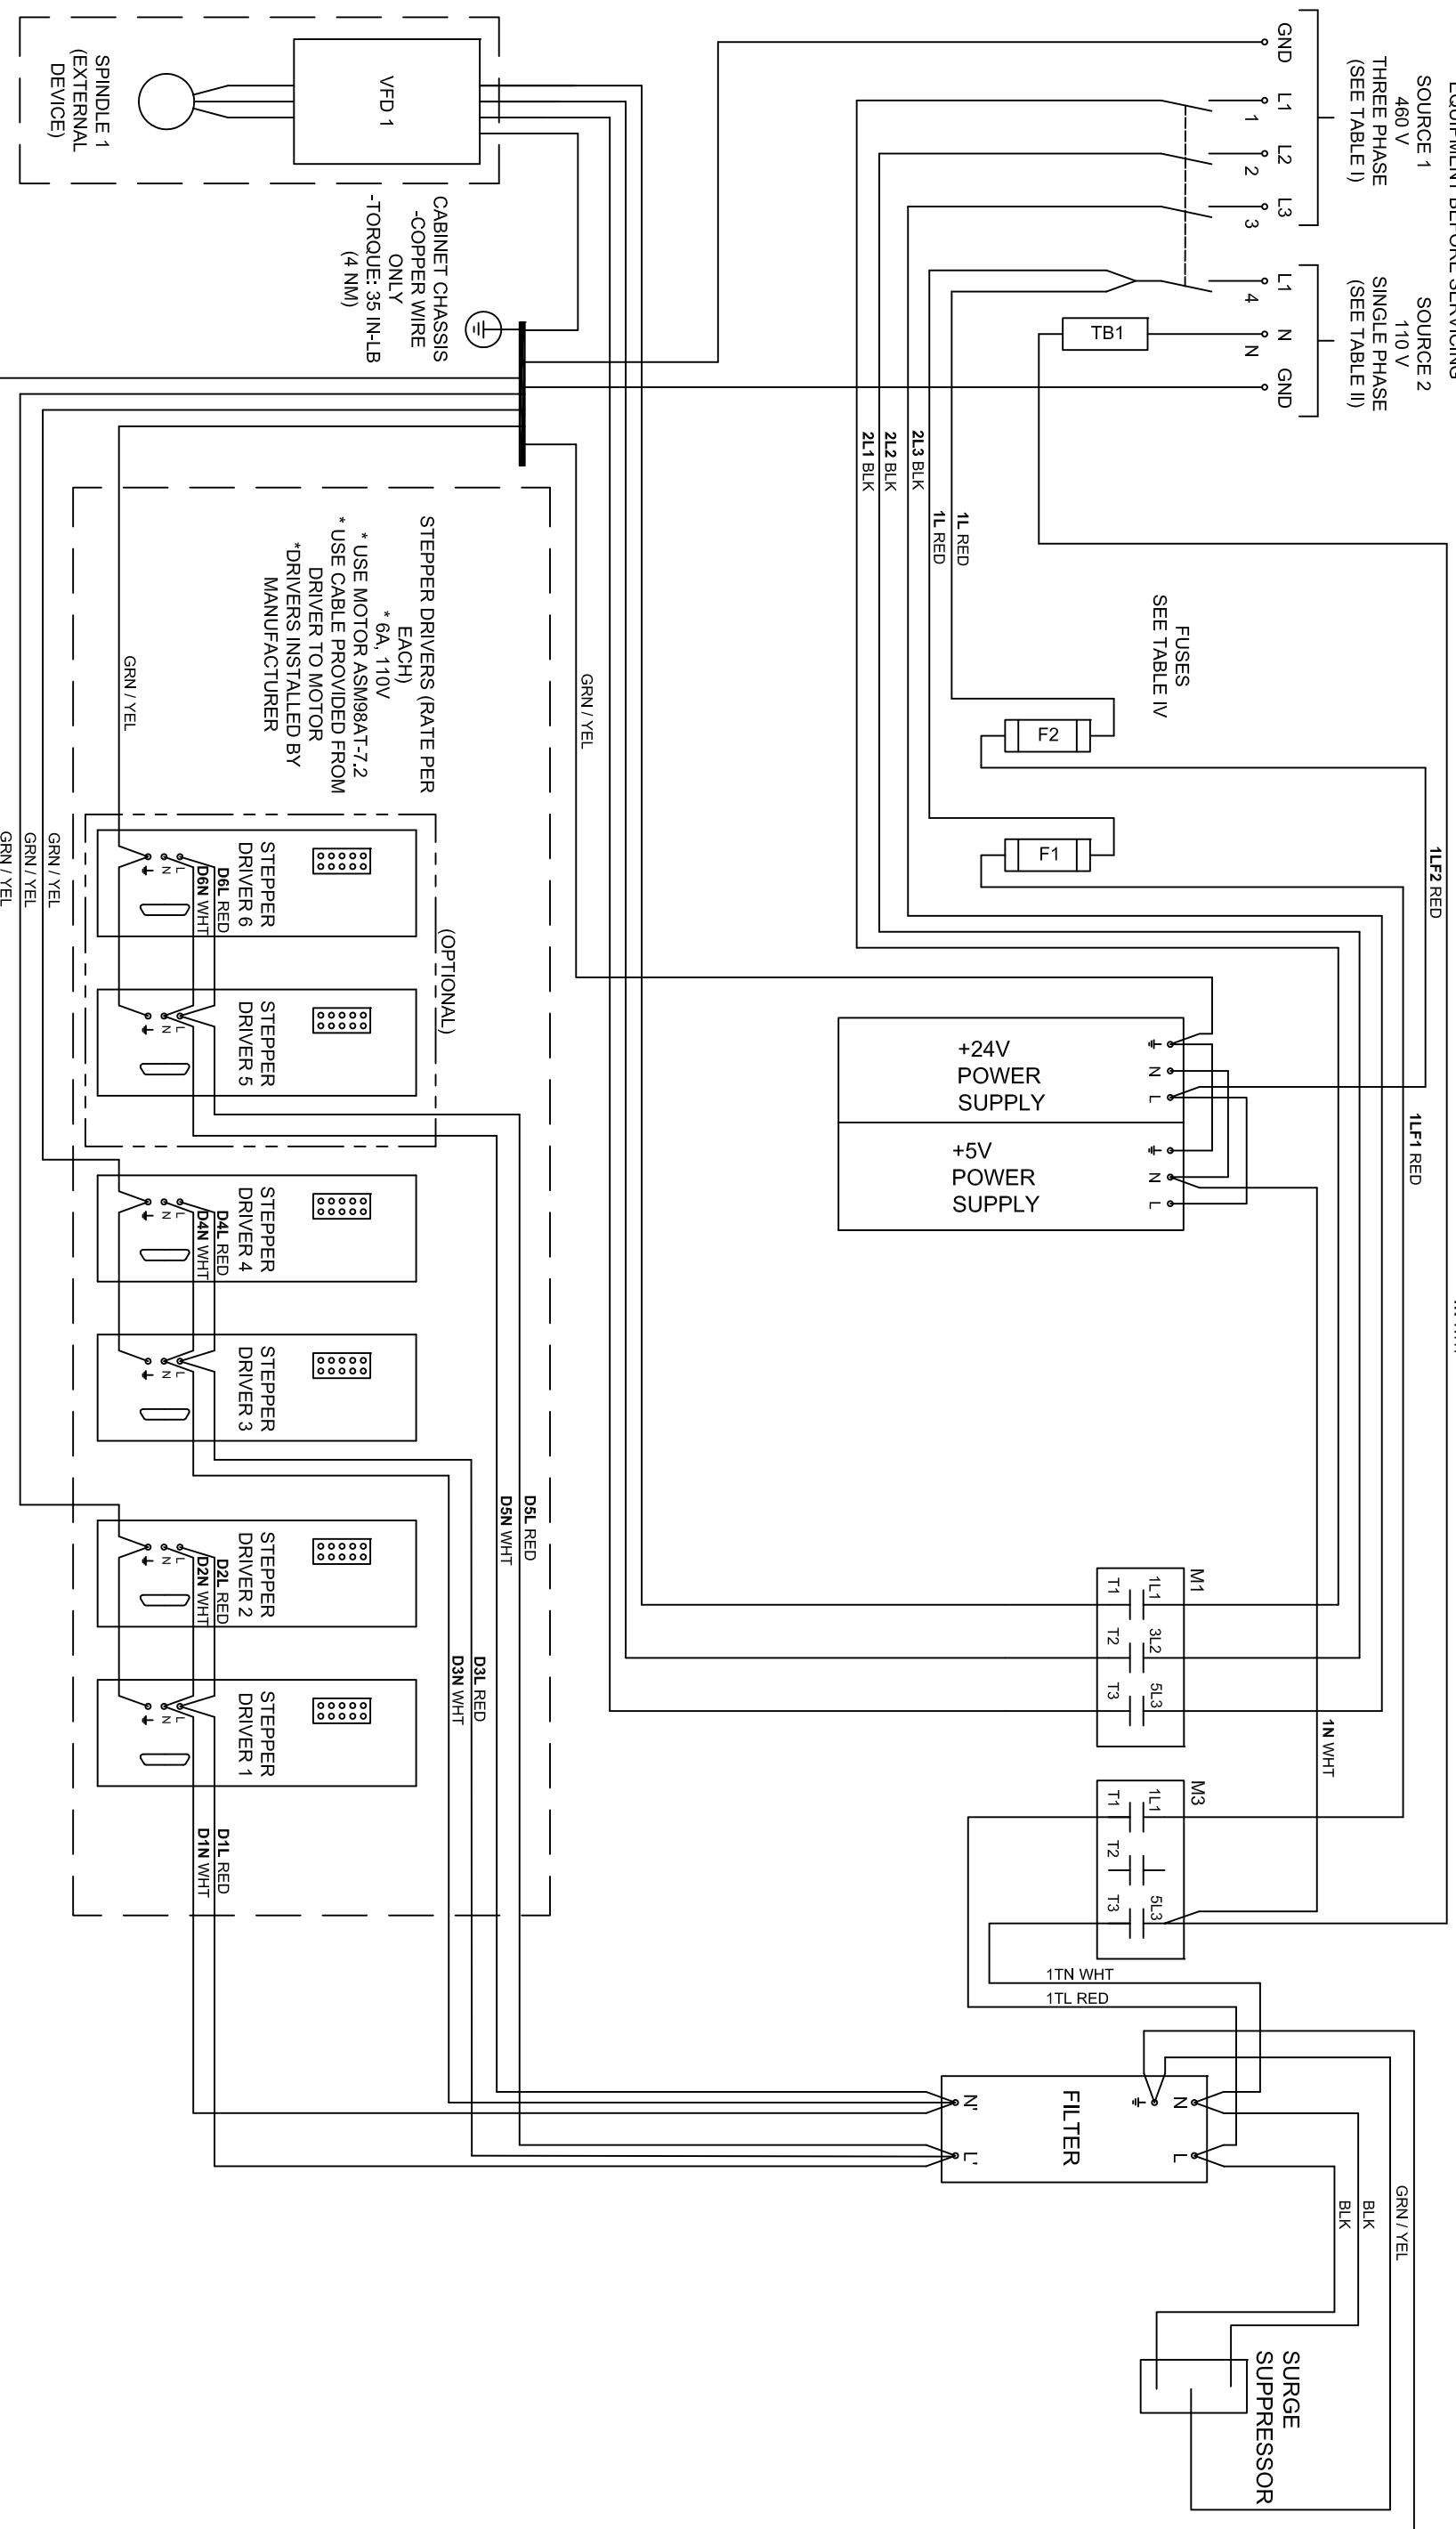 EQUIPMENT BEFORE SERVICING
SOURCE 1
460 V
THREE PHASE
(SEE TABLE I)
SOURCE 2
110 V
SINGLE PHASE
(SEE TABLE II)
GND
L1
L2
L3
L1
N
GND
1
2
3
4
N
TB1
2L1 BLK
2L2 BLK
2L3 BLK
1L RED
1L RED
FUSES
SEE TABLE IV
F2
F1
1LF2 RED
1LF1 RED
+24V
POWER
SUPPLY
N
L
+5V
POWER
SUPPLY
N
L
M1
1L1
3L2
5L3
T1
T2
T3
1N WHT
M3
1L1
5L3
T1
T2
T3
1TN WHT
1TL RED
FILTER
N
L
N'
L'
GRN / YEL
BLK
BLK
SURGE
SUPPRESSOR
VFD 1
SPINDLE 1
(EXTERNAL
DEVICE)
CABINET CHASSIS
-COPPER WIRE
ONLY
-TORQUE: 35 IN-LB
(4 NM)
GRN / YEL
STEPPER DRIVERS (RATE PER
EACH)
* 6A, 110V
* USE MOTOR ASM98AT-7.2
* USE CABLE PROVIDED FROM
DRIVER TO MOTOR
*DRIVERS INSTALLED BY
MANUFACTURER
GRN / YEL
GRN / YEL
GRN / YEL
GRN / YEL
(OPTIONAL)
STEPPER
DRIVER 6
L
N
D6L RED
D6N WHT
STEPPER
DRIVER 5
L
N
D5L RED
D5N WHT
STEPPER
DRIVER 4
L
N
D4L RED
D4N WHT
STEPPER
DRIVER 3
L
N
D3L RED
D3N WHT
STEPPER
DRIVER 2
L
N
D2L RED
D2N WHT
STEPPER
DRIVER 1
L
N
D1L RED
D1N WHT